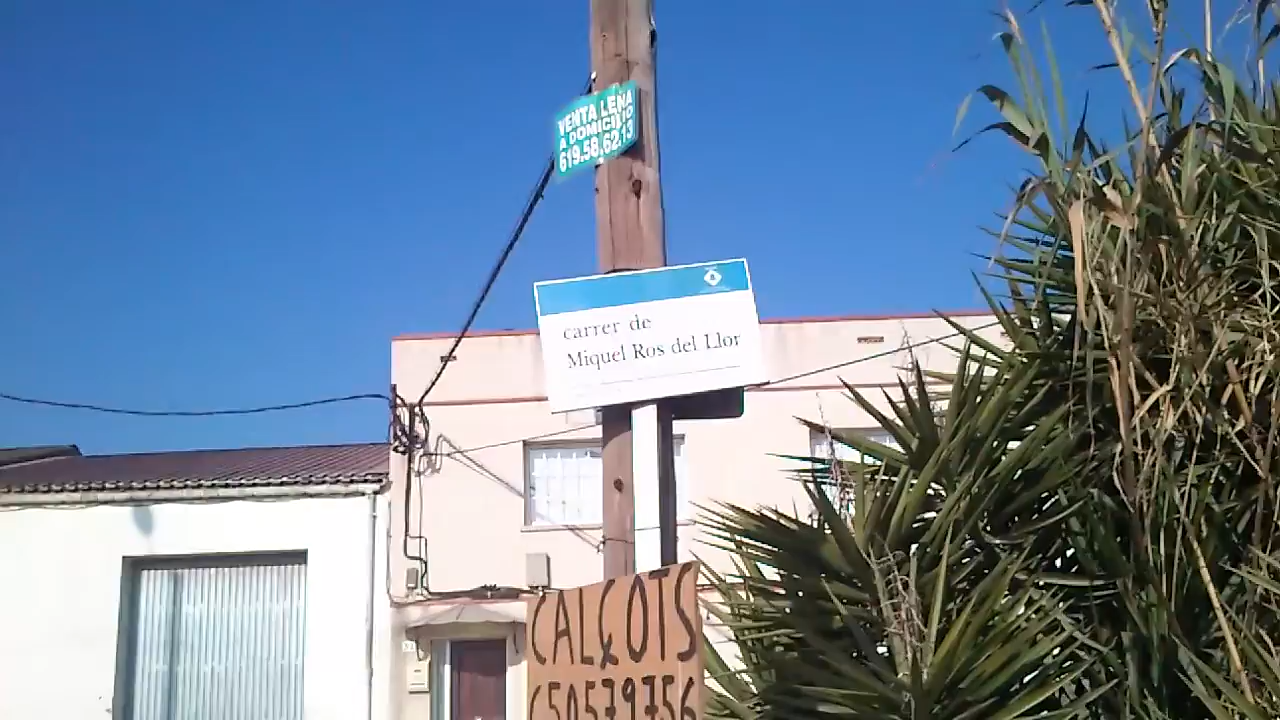 VENTA LEÑA
A DOMICILIO
619.58.62.13
carrer de
Miquel Ros del Llor
CALÇOTS
650579756